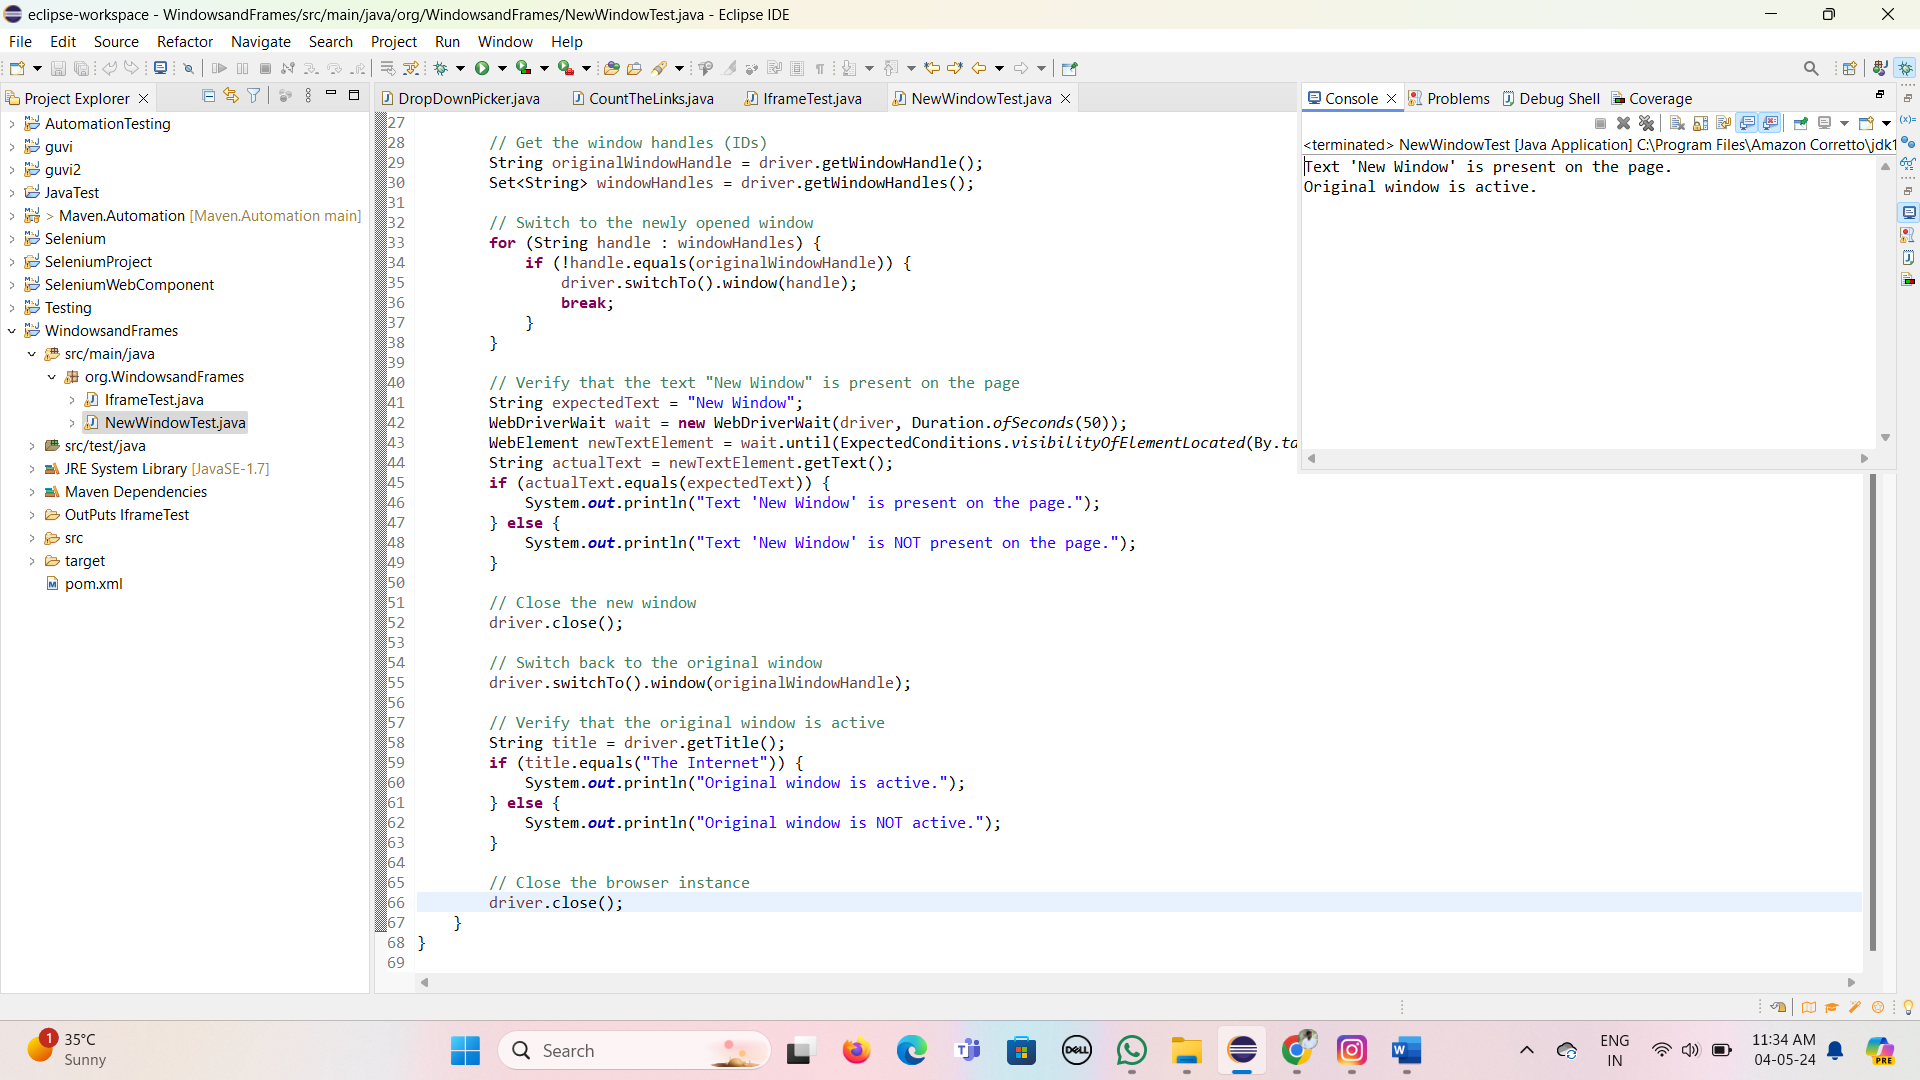 eclipse-workspace - WindowsandFrames/src/main/java/org/WindowsandFrames/NewWindowTest.java - Eclipse IDE
File Edit Source Refactor Navigate Search Project Run Window Help
Project Explorer
AutomationTesting
guvi
guvi2
JavaTest
> Maven.Automation [Maven.Automation main]
Selenium
SeleniumProject
SeleniumWebComponent
Testing
WindowsandFrames
src/main/java
org.WindowsandFrames
IframeTest.java
NewWindowTest.java
src/test/java
JRE System Library [JavaSE-1.7]
Maven Dependencies
OutPuts IframeTest
src
target
pom.xml
DropDownPicker.java CountTheLinks.java IframeTest.java NewWindowTest.java
27
28 // Get the window handles (IDs)
29 String originalWindowHandle = driver.getWindowHandle();
30 Set<String> windowHandles = driver.getWindowHandles();
31
32 // Switch to the newly opened window
33 for (String handle : windowHandles) {
34 if (!handle.equals(originalWindowHandle)) {
35 driver.switchTo().window(handle);
36 break;
37 }
38 }
39
40 // Verify that the text "New Window" is present on the page
41 String expectedText = "New Window";
42 WebDriverWait wait = new WebDriverWait(driver, Duration.ofSeconds(50));
43 WebElement newTextElement = wait.until(ExpectedConditions.visibilityOfElementLocated(By.ta
44 String actualText = newTextElement.getText();
45 if (actualText.equals(expectedText)) {
46 System.out.println("Text 'New Window' is present on the page.");
47 } else {
48 System.out.println("Text 'New Window' is NOT present on the page.");
49 }
50
51 // Close the new window
52 driver.close();
53
54 // Switch back to the original window
55 driver.switchTo().window(originalWindowHandle);
56
57 // Verify that the original window is active
58 String title = driver.getTitle();
59 if (title.equals("The Internet")) {
60 System.out.println("Original window is active.");
61 } else {
62 System.out.println("Original window is NOT active.");
63 }
64
65 // Close the browser instance
66 driver.close();
67 }
68 }
69
Console Problems Debug Shell Coverage
<terminated> NewWindowTest [Java Application] C:\Program Files\Amazon Corretto\jdk1
Text 'New Window' is present on the page.
Original window is active.
1
35°C
Sunny
Search
DELL
ENG
IN
11:34 AM
04-05-24
PRE